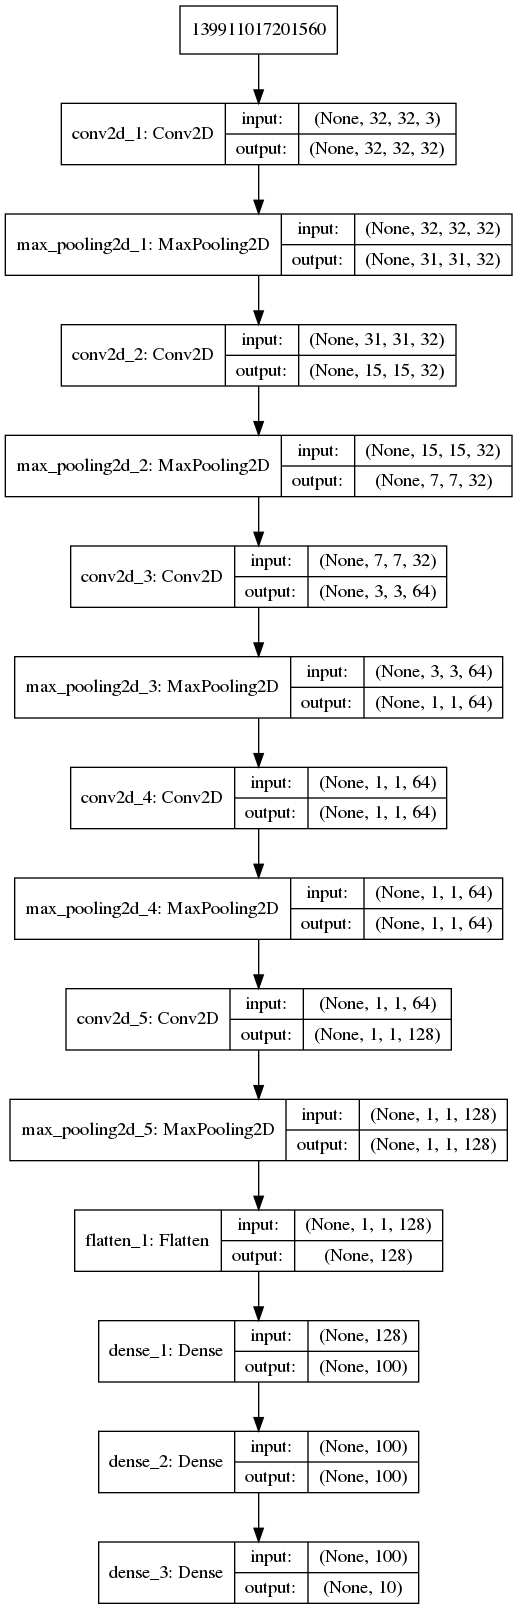 139911017201560
conv2d_1: Conv2D
input: (None, 32, 32, 3)
output: (None, 32, 32, 32)
max_pooling2d_1: MaxPooling2D
input: (None, 32, 32, 32)
output: (None, 31, 31, 32)
conv2d_2: Conv2D
input: (None, 31, 31, 32)
output: (None, 15, 15, 32)
max_pooling2d_2: MaxPooling2D
input: (None, 15, 15, 32)
output: (None, 7, 7, 32)
conv2d_3: Conv2D
input: (None, 7, 7, 32)
output: (None, 3, 3, 64)
max_pooling2d_3: MaxPooling2D
input: (None, 3, 3, 64)
output: (None, 1, 1, 64)
conv2d_4: Conv2D
input: (None, 1, 1, 64)
output: (None, 1, 1, 64)
max_pooling2d_4: MaxPooling2D
input: (None, 1, 1, 64)
output: (None, 1, 1, 64)
conv2d_5: Conv2D
input: (None, 1, 1, 64)
output: (None, 1, 1, 128)
max_pooling2d_5: MaxPooling2D
input: (None, 1, 1, 128)
output: (None, 1, 1, 128)
flatten_1: Flatten
input: (None, 1, 1, 128)
output: (None, 128)
dense_1: Dense
input: (None, 128)
output: (None, 100)
dense_2: Dense
input: (None, 100)
output: (None, 100)
dense_3: Dense
input: (None, 100)
output: (None, 10)